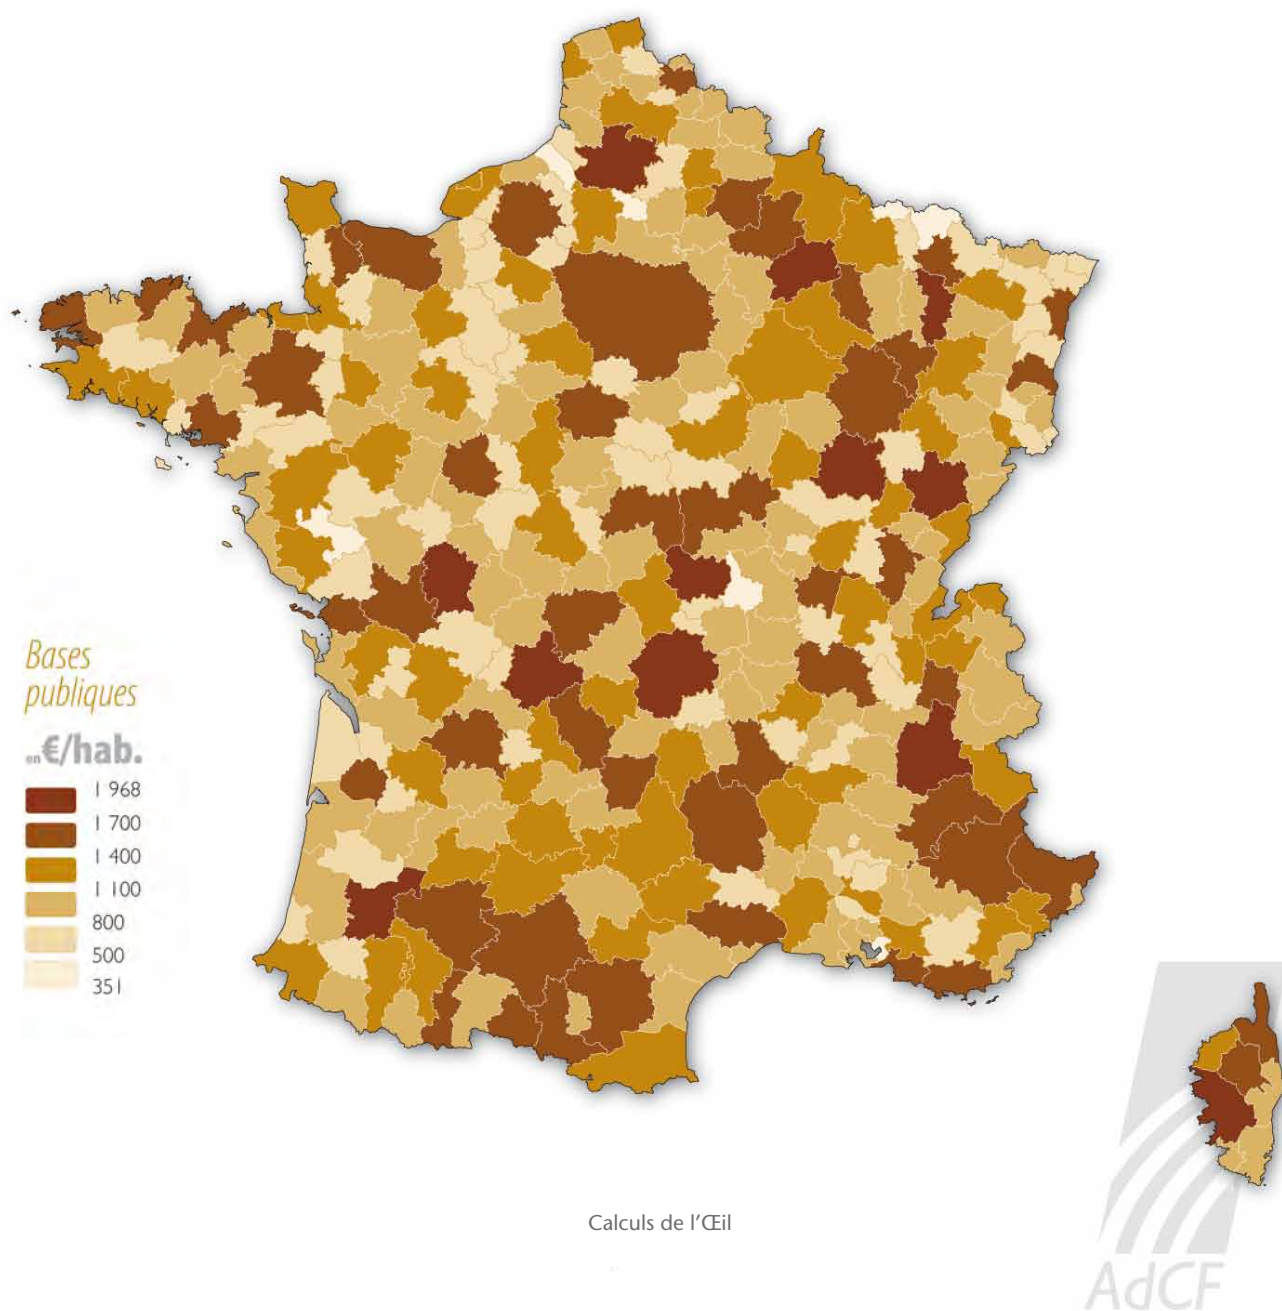 Bases
publiques
en €/hab.
1 968
1 700
1 400
1 100
800
500
351
Calculs de l'Œil
AdCF